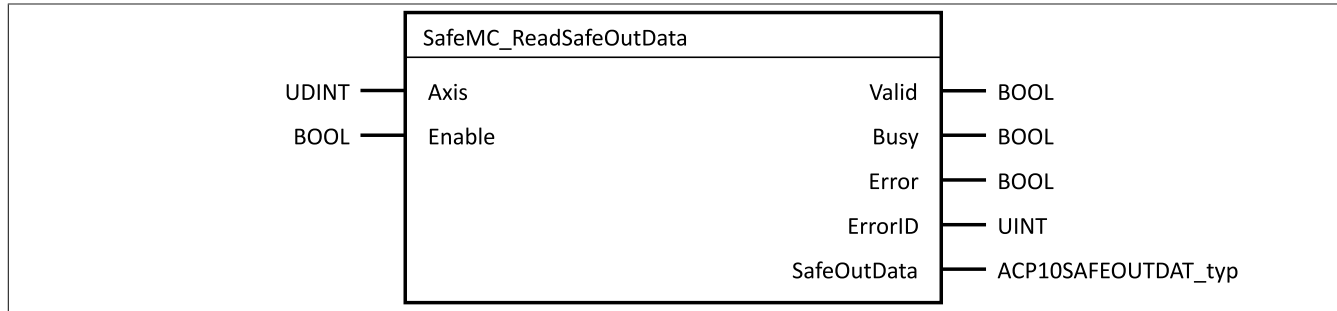 SafeMC_ReadSafeOutData
UDINT Axis Valid BOOL
BOOL Enable Busy BOOL
Error BOOL
ErrorID UINT
SafeOutData ACP10SAFEOUTDAT_typ